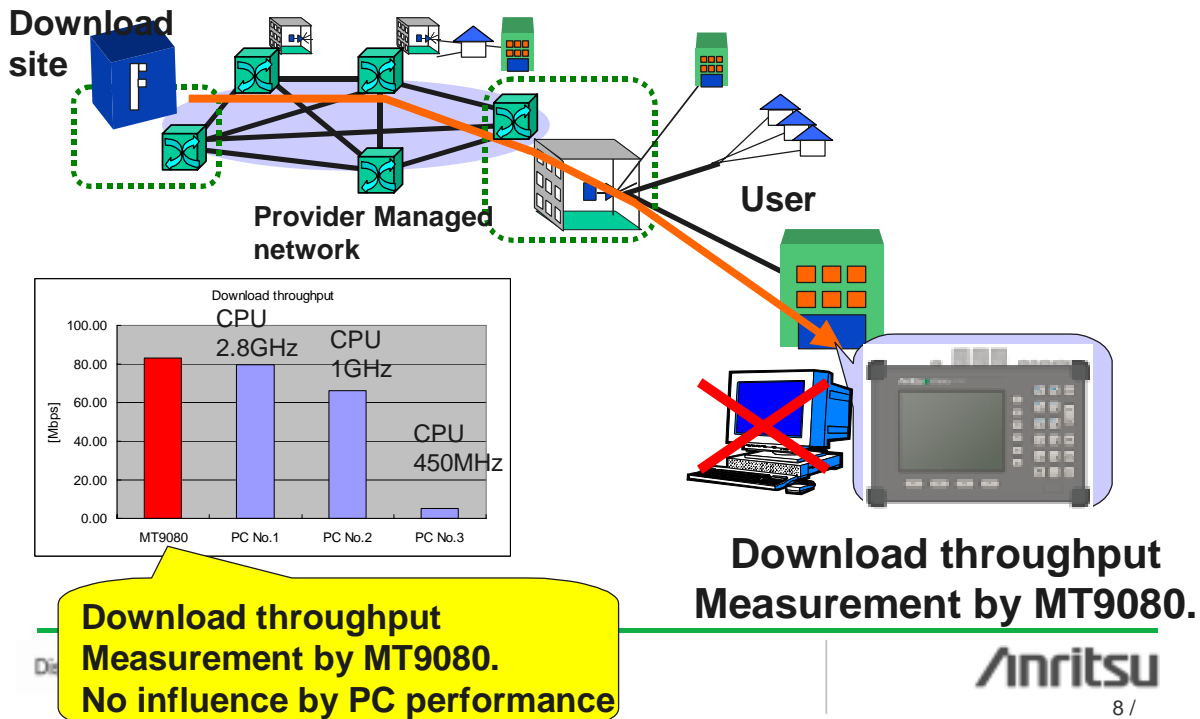 Download
site
Provider Managed
network
User
Download throughput
CPU
2.8GHz
CPU
1GHz
CPU
450MHz
[Mbps]
100.00
80.00
60.00
40.00
20.00
0.00
MT9080 PC No.1 PC No.2 PC No.3
Download throughput
Measurement by MT9080.
Download throughput
Measurement by MT9080.
No influence by PC performance
Anritsu
8 /